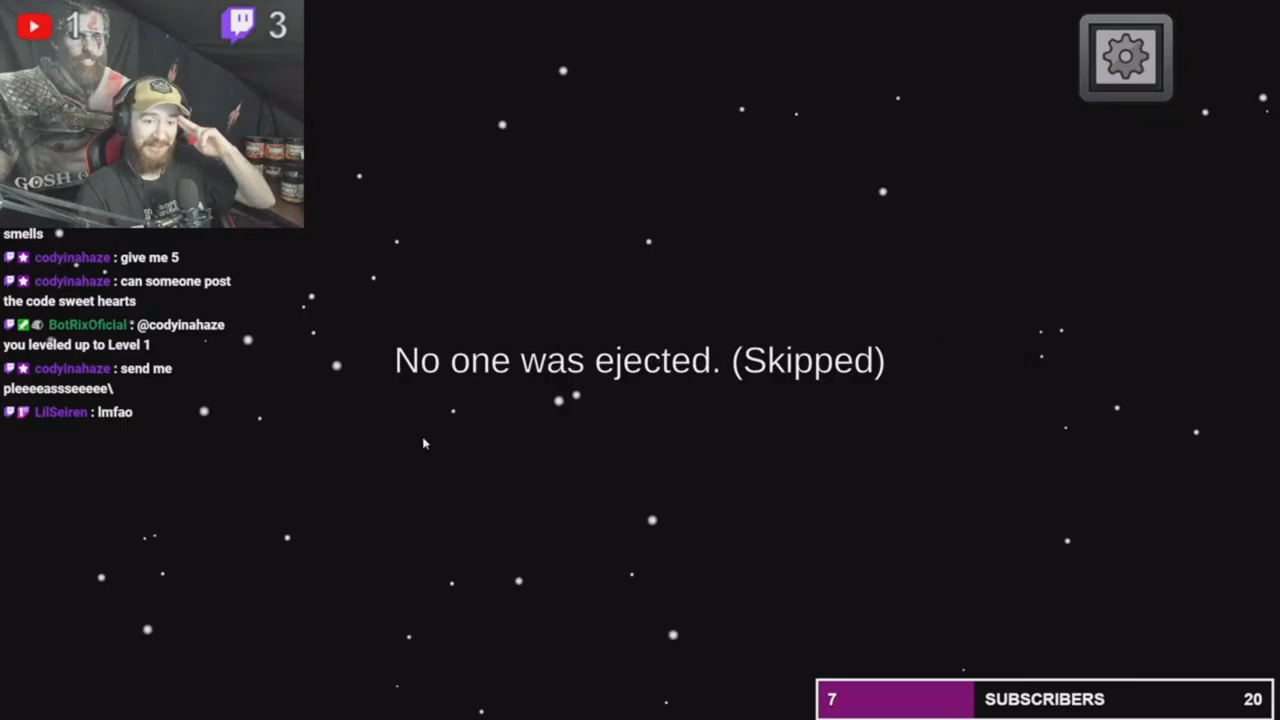 1
3
GOSH
smells
codyinahaze : give me 5
codyinahaze : can someone post
the code sweet hearts
BotRixOficial : @codyinahaze
you leveled up to Level 1
codyinahaze : send me
pleeeeassseeeee\
LilSeiren : lmfao
No one was ejected. (Skipped)
7 SUBSCRIBERS 20